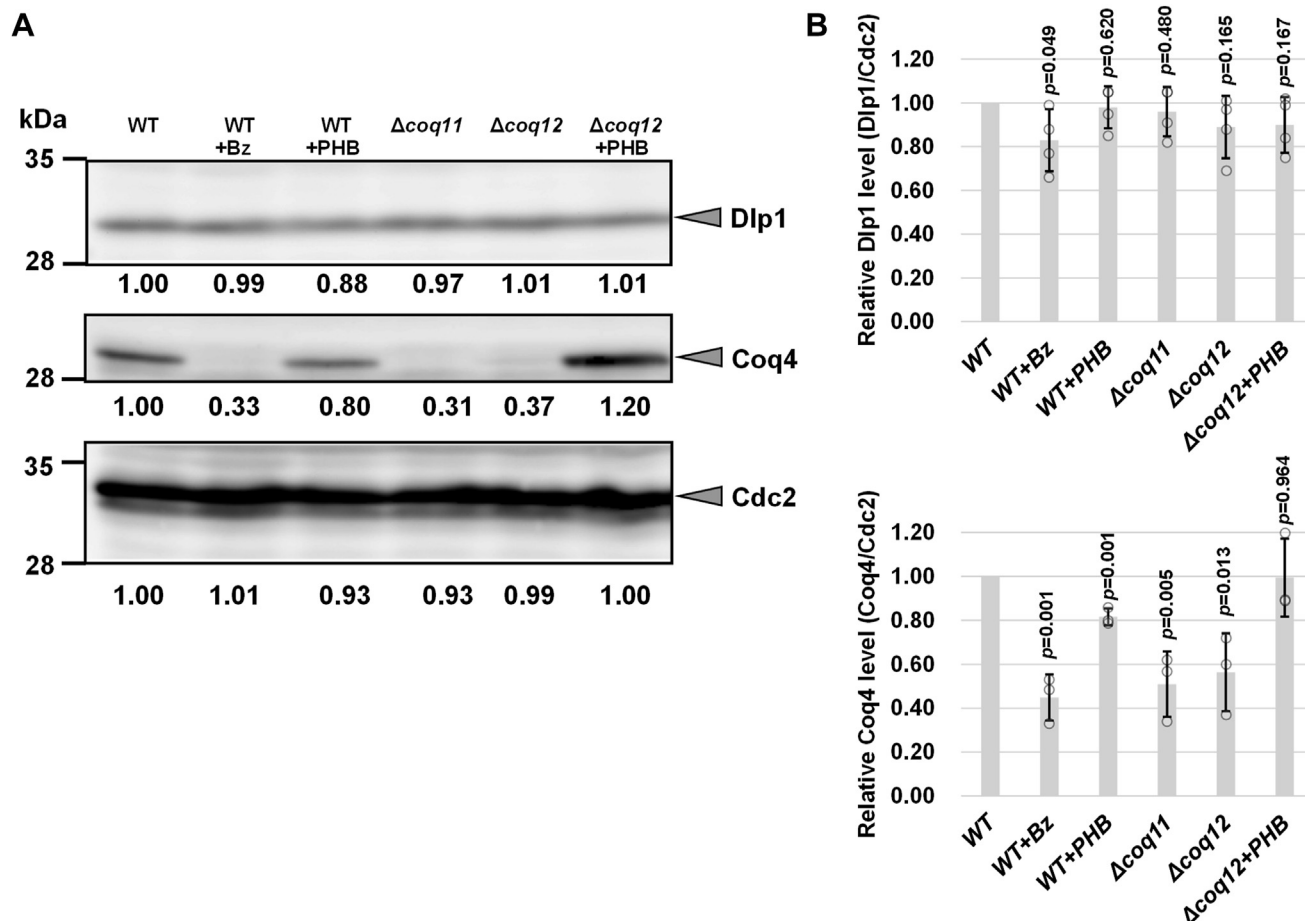 A
kDa
WT
WT
+Bz
WT
+PHB
Δcoq11
Δcoq12
Δcoq12
+PHB
35
Dlp1
28
1.00 0.99 0.88 0.97 1.01 1.01
Coq4
28
1.00 0.33 0.80 0.31 0.37 1.20
35
Cdc2
28
1.00 1.01 0.93 0.93 0.99 1.00
B
Relative Dlp1 level (Dlp1/Cdc2)
1.20
1.00
0.80
0.60
0.40
0.20
0.00
p=0.049
p=0.620
p=0.480
p=0.165
p=0.167
WT
WT+Bz
WT+PHB
Δcoq11
Δcoq12
Δcoq12+PHB
Relative Coq4 level (Coq4/Cdc2)
1.20
1.00
0.80
0.60
0.40
0.20
0.00
p=0.001
p=0.001
p=0.005
p=0.013
p=0.964
WT
WT+Bz
WT+PHB
Δcoq11
Δcoq12
Δcoq12+PHB